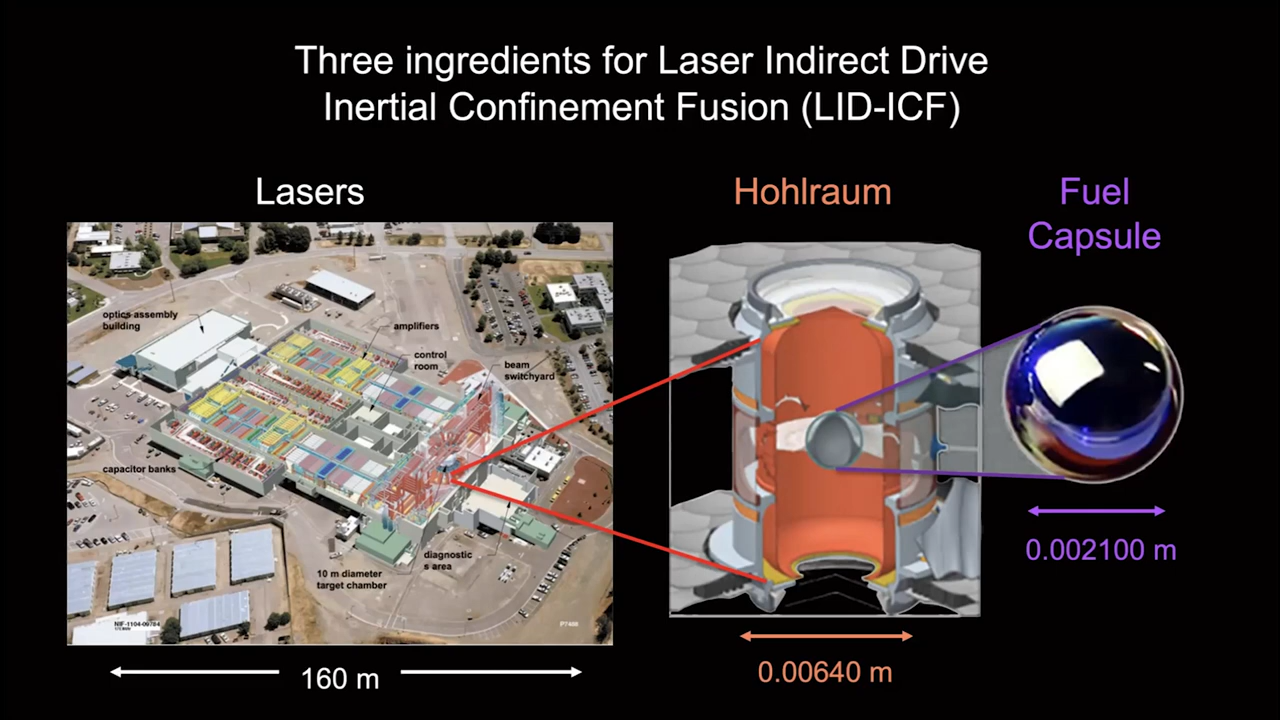 Three ingredients for Laser Indirect Drive
Inertial Confinement Fusion (LID-ICF)
Lasers
Hohlraum
Fuel
Capsule
optics assembly
building
amplifiers
control
room
beam
switchyard
capacitor banks
diagnostic
s area
10 m diameter
target chamber
P7488
160 m
0.00640 m
0.002100 m